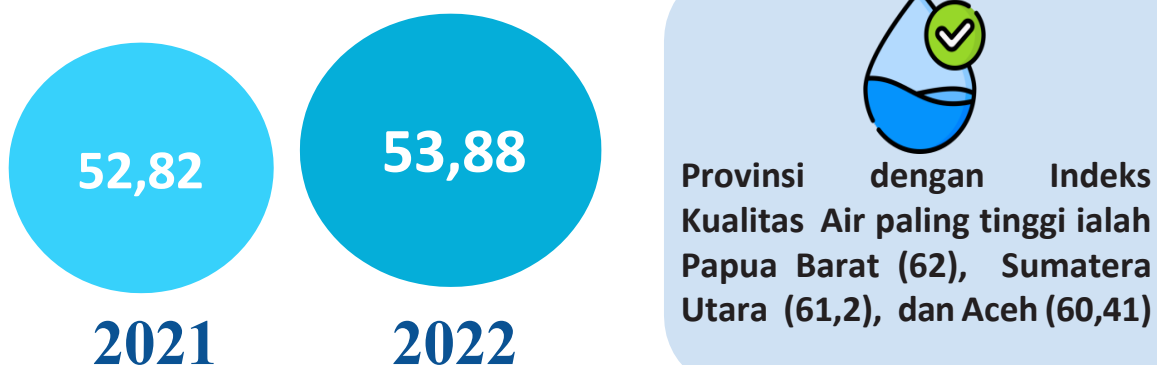 52,82
53,88
2021
2022
Provinsi dengan Indeks
Kualitas Air paling tinggi ialah
Papua Barat (62), Sumatera
Utara (61,2), dan Aceh (60,41)